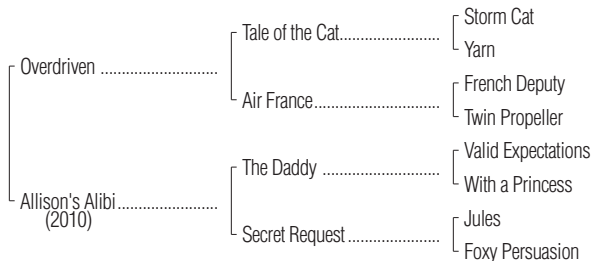 Storm Cat
Tale of the Cat
Yarn
Overdriven
French Deputy
Air France
Twin Propeller
Valid Expectations
The Daddy
With a Princess
Allison's Alibi
(2010)
Jules
Secret Request
Foxy Persuasion